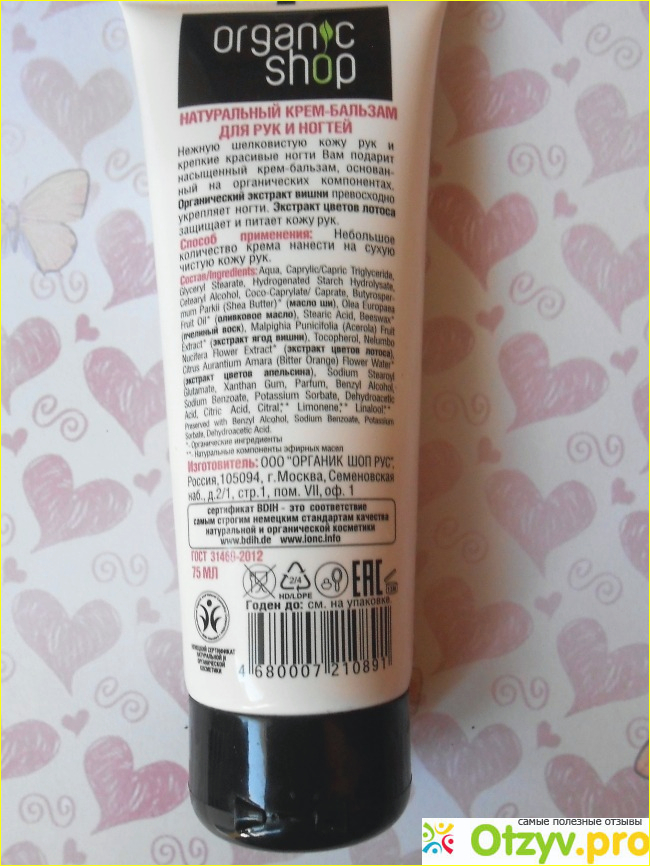 organic
shop
НАТУРАЛЬНЫЙ КРЕМ-БАЛЬЗАМ
ДЛЯ РУК И НОГТЕЙ
Нежную шелковистую кожу рук и
крепкие красивые ногти Вам подарит
насыщенный крем-бальзам, основан-
ный на органических компонентах.
Органический экстракт вишни превосходно
укрепляет ногти. Экстракт цветов лотоса
защищает и питает кожу рук.
Способ применения: Небольшое
количество крема нанести на сухую
чистую кожу рук.
Состав/Ingredients: Aqua, Caprylic/Capric Triglyceride,
Glyceryl Stearate, Hydrogenated Starch Hydrolysate,
Cetearyl Alcohol, Coco-Caprylate/ Caprate, Butyrosper-
mum Parkii (Shea Butter)* (масло ши), Olea Europaea
Fruit Oil* (оливковое масло), Stearic Acid, Beeswax*
(пчелиный воск), Malpighia Punicifolia (Acerola) Fruit
Extract* (экстракт ягод вишни), Tocopherol, Nelumbo
Nucifera Flower Extract* (экстракт цветов лотоса),
Citrus Aurantium Amara (Bitter Orange) Flower Water*
(экстракт цветов апельсина), Sodium Stearoyl
Glutamate, Xanthan Gum, Parfum, Benzyl Alcohol,
Sodium Benzoate, Potassium Sorbate, Dehydroacetic
Acid, Citric Acid, Citral,** Limonene,** Linalool.**
Preserved with Benzyl Alcohol, Sodium Benzoate, Potassium
Sorbate, Dehydroacetic Acid.
* - Органические ингредиенты
** - Натуральные компоненты эфирных масел
Изготовитель: ООО "ОРГАНИК ШОП РУС",
Россия,105094, г.Москва, Семеновская
наб., д.2/1, стр.1, пом. VII, оф. 1
сертификат BDIH - это соответствие
самым строгим немецким стандартам качества
натуральной и органической косметики
www.bdih.de www.ionc.info
ГОСТ 31460-2012
75 МЛ
2/4
HD/LDPE
EAC
Годен до: см. на упаковке
4 680007 210891
НЕМЕЦКИЙ СЕРТИФИКАТ
НАТУРАЛЬНОЙ И
ОРГАНИЧЕСКОЙ
КОСМЕТИКИ
самые полезные отзывы
Otzyv.pro